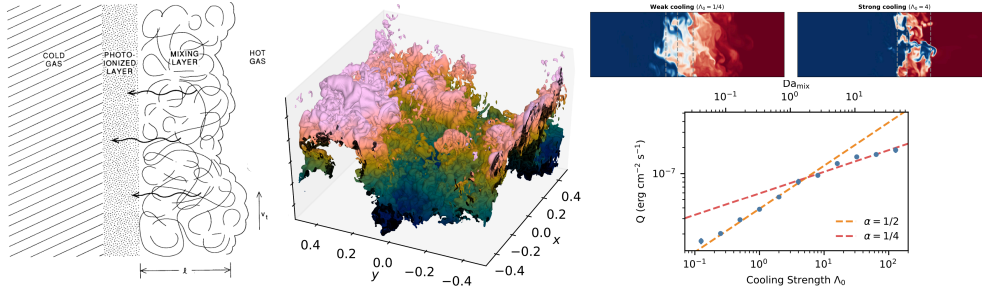 COLD
GAS
PHOTO-
IONIZED
LAYER
MIXING
LAYER
HOT
GAS
v_t
ℓ
0.4
0.2
0.0
−0.2
−0.4
y
0.4
0.2
0.0
−0.2
−0.4
x
Weak cooling (Λ₀ = 1/4)
Strong cooling (Λ₀ = 4)
Da_mix
10⁻¹ 10⁰ 10¹
Q (erg cm⁻² s⁻¹)
10⁻⁷
α = 1/2
α = 1/4
10⁻¹ 10⁰ 10¹ 10²
Cooling Strength Λ₀